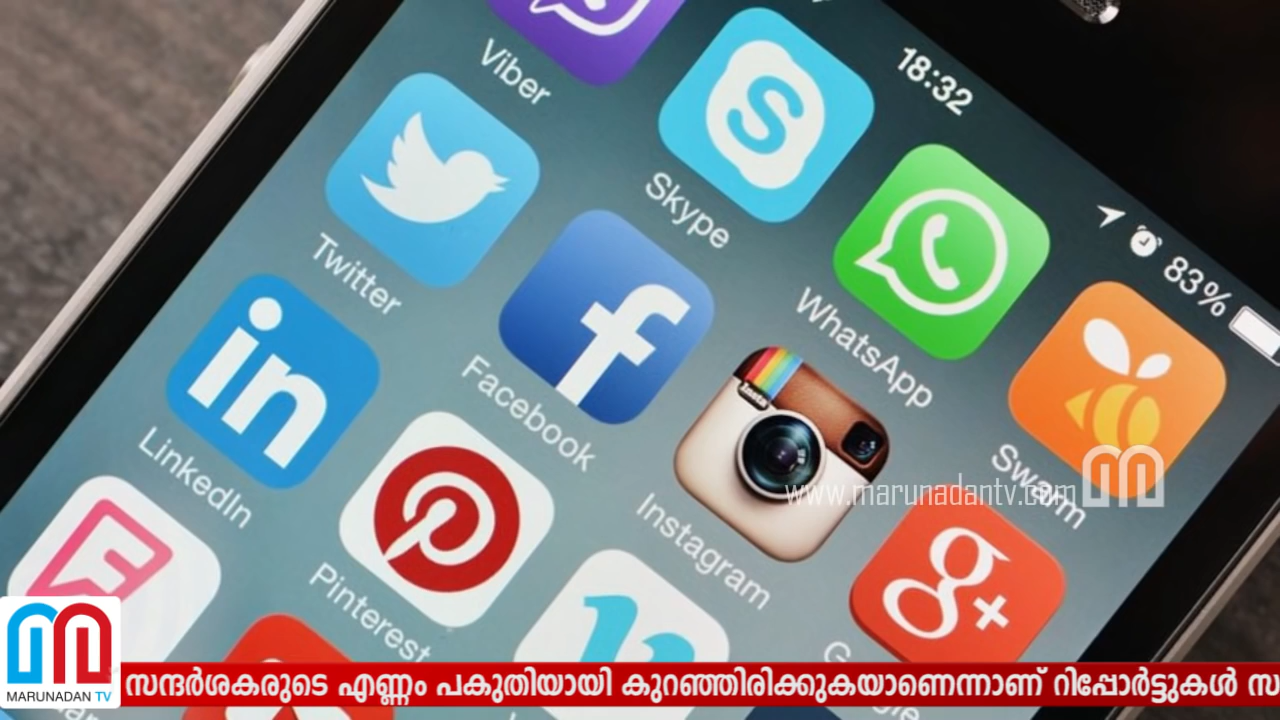 Viber
18:32
Skype
83%
Twitter
WhatsApp
Facebook
Insta
Swarm
LinkedIn
Instagram
www.marunadantv.com
g+
Pinterest
MARUNADAN TV
സന്ദർശകരുടെ എണ്ണം പകുതിയായി കുറഞ്ഞിരിക്കുകയാണെന്നാണ് റിപ്പോർട്ടുകൾ സ